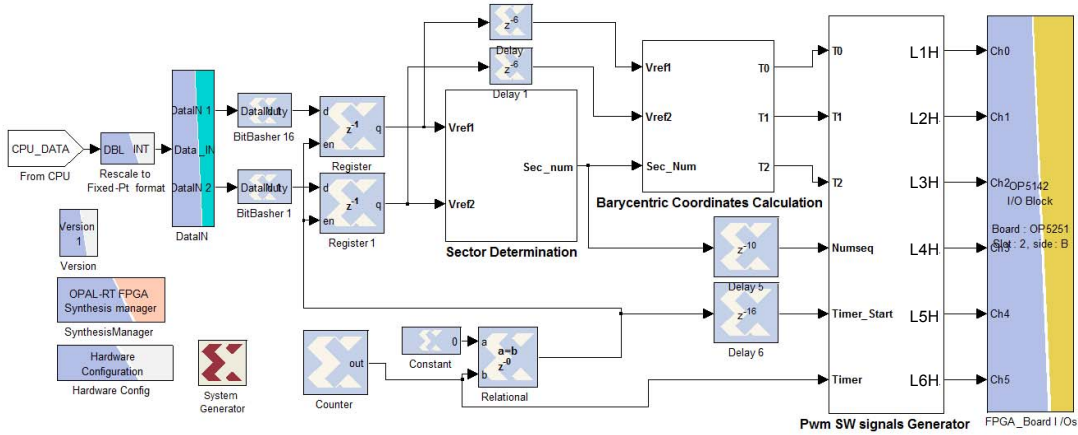 CPU_DATA
From CPU
DBL INT
Rescale to
Fixed-Pt format
DataIN 1
Data_IN
DataIN 2
DataIN
BitBasher 16
BitBasher 1
d
z-1
q
en
Register
d
z-1
q
en
Register 1
z-6
Delay
z-6
Delay 1
Vref1
Vref2
Sec_num
Sector Determination
Vref1
Vref2
Sec_Num
T0
T1
T2
Barycentric Coordinates Calculation
z-10
Delay 5
z-16
Delay 6
T0
T1
T2
Numseq
Timer_Start
Timer
L1H
L2H
L3H
L4H
L5H
L6H
Pwm SW signals Generator
Ch0
Ch1
Ch2
Ch3
Ch4
Ch5
OP5142
I/O Block
Board : OP5251
Slot : 2, side : B
FPGA_Board I /Os
Version
1
Version
OPAL-RT FPGA
Synthesis manager
SynthesisManager
Hardware
Configuration
Hardware Config
System
Generator
out
Counter
0
Constant
a
b
a=b
z-0
Relational